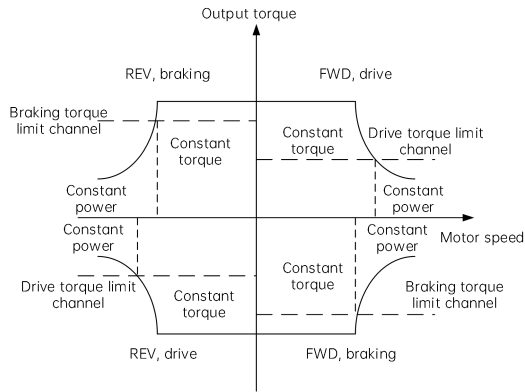 Output torque
REV, braking
FWD, drive
Braking torque
limit channel
Constant
torque
Constant
torque
Drive torque limit
channel
Constant
power
Constant
power
Constant
power
Constant
power
Motor speed
Drive torque limit
channel
Constant
torque
Constant
torque
Braking torque
limit channel
REV, drive
FWD, braking